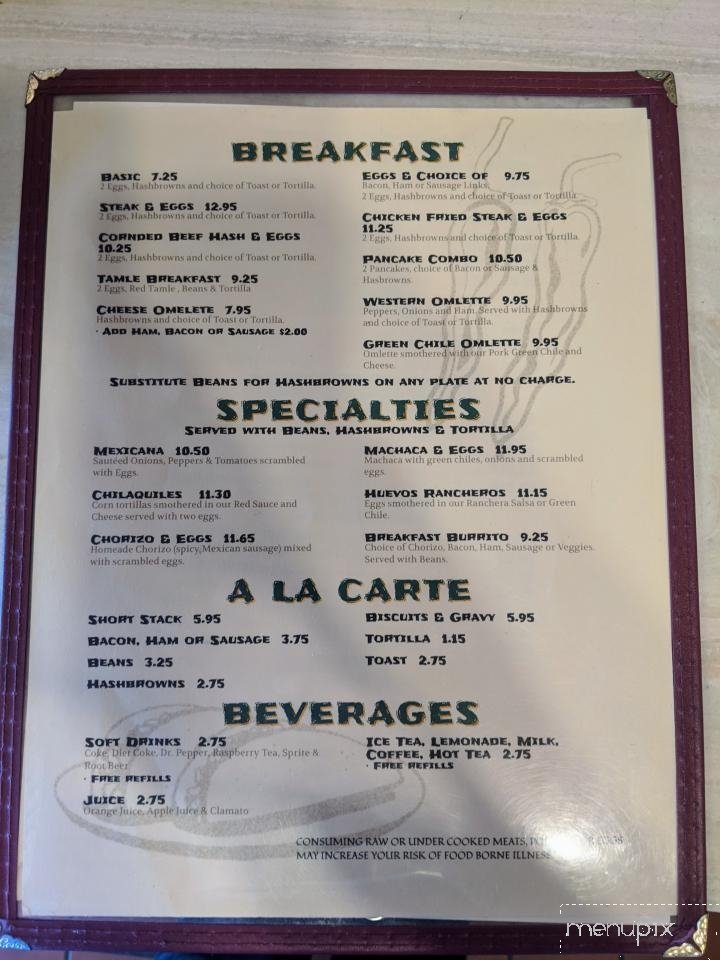 BREAKFAST
BASIC 7.25
2 Eggs, Hashbrowns and choice of Toast or Tortilla.
STEAK & EGGS 12.95
2 Eggs, Hashbrowns and choice of Toast or Tortilla.
CORNDED BEEF HASH & EGGS
10.25
2 Eggs, Hashbrowns and choice of Toast or Tortilla.
TAMLE BREAKFAST 9.25
2 Eggs, Red Tamle , Beans & Tortilla
CHEESE OMELETE 7.95
Hashbrowns and choice of Toast or Tortilla.
· ADD HAM, BACON OR SAUSAGE $2.00
EGGS & CHOICE OF 9.75
Bacon, Ham or Sausage Links,
2 Eggs, Hashbrowns and choice of Toast or Tortilla
CHICKEN FRIED STEAK & EGGS
11.25
2 Eggs, Hashbrowns and choice of Toast or Tortilla.
PANCAKE COMBO 10.50
2 Pancakes, choice of Bacon or Sausage &
Hasbrowns.
WESTERN OMLETTE 9.95
Peppers, Onions and Ham. Served with Hashbrowns
and choice of Toast or Tortilla.
GREEN CHILE OMLETTE 9.95
Omlette smothered with our Pork Green Chile and
Cheese.
SUBSTITUTE BEANS FOR HASHBROWNS ON ANY PLATE AT NO CHARGE.
SPECIALTIES
SERVED WITH BEANS, HASHBROWNS & TORTILLA
MEXICANA 10.50
Sautéed Onions, Peppers & Tomatoes scrambled
with Eggs.
CHILAQUILES 11.30
Corn tortillas smothered in our Red Sauce and
Cheese served with two eggs.
CHORIZO & EGGS 11.65
Homeade Chorizo (spicy,Mexican sausage) mixed
with scrambled eggs.
MACHACA & EGGS 11.95
Machaca with green chiles, onions and scrambled
eggs.
HUEVOS RANCHEROS 11.15
Eggs smothered in our Ranchera Salsa or Green
Chile.
BREAKFAST BURRITO 9.25
Choice of Chorizo, Bacon, Ham, Sausage or Veggies.
Served with Beans.
A LA CARTE
SHORT STACK 5.95
BACON, HAM OR SAUSAGE 3.75
BEANS 3.25
HASHBROWNS 2.75
BISCUITS & GRAVY 5.95
TORTILLA 1.15
TOAST 2.75
BEVERAGES
SOFT DRINKS 2.75
Coke, Diet Coke, Dr. Pepper, Raspberry Tea, Sprite &
Root Beer
· FREE REFILLS
JUICE 2.75
Orange Juice, Apple Juice & Clamato
ICE TEA, LEMONADE, MILK,
COFFEE, HOT TEA 2.75
· FREE REFILLS
CONSUMING RAW OR UNDER COOKED MEATS, EGGS
MAY INCREASE YOUR RISK OF FOOD BORNE ILLNESS
menupix